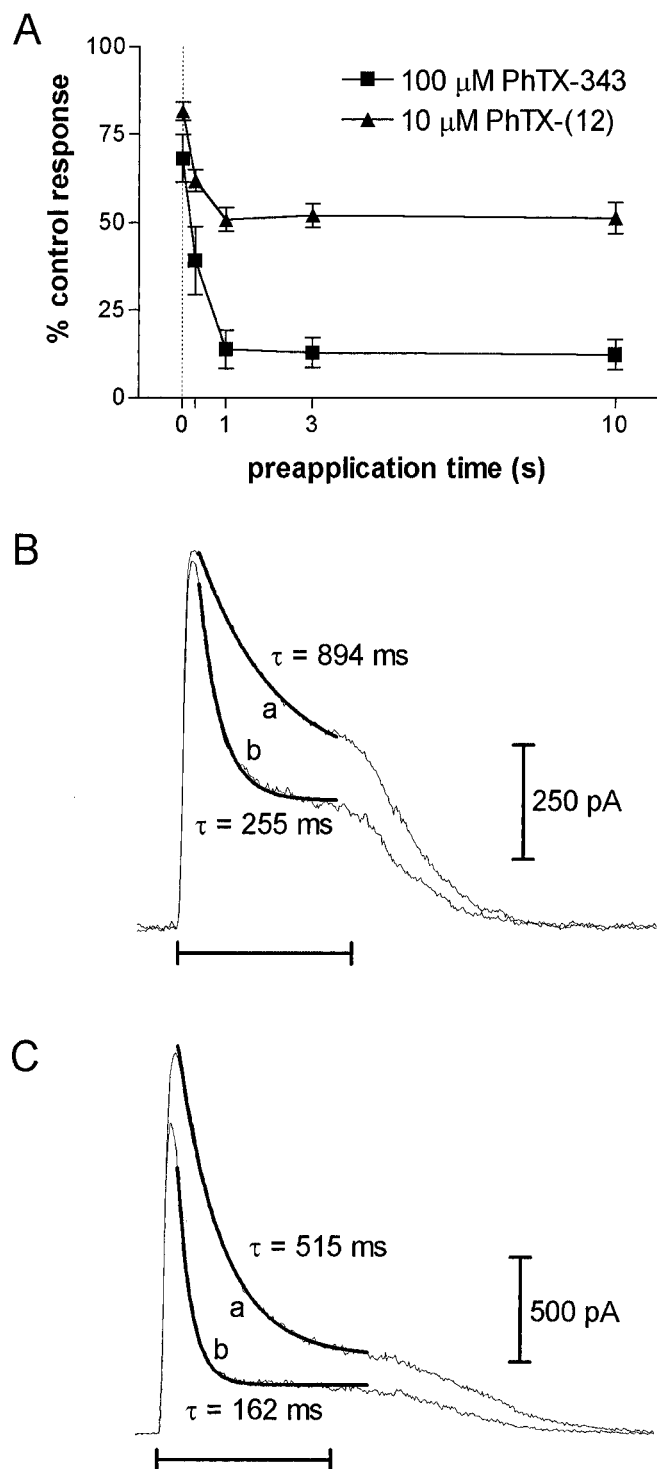 A
% control response
100
75
50
25
0
100 μM PhTX-343
10 μM PhTX-(12)
0 1 3 10
preapplication time (s)
B
τ = 894 ms
a
b
τ = 255 ms
250 pA
C
τ = 515 ms
a
b
τ = 162 ms
500 pA